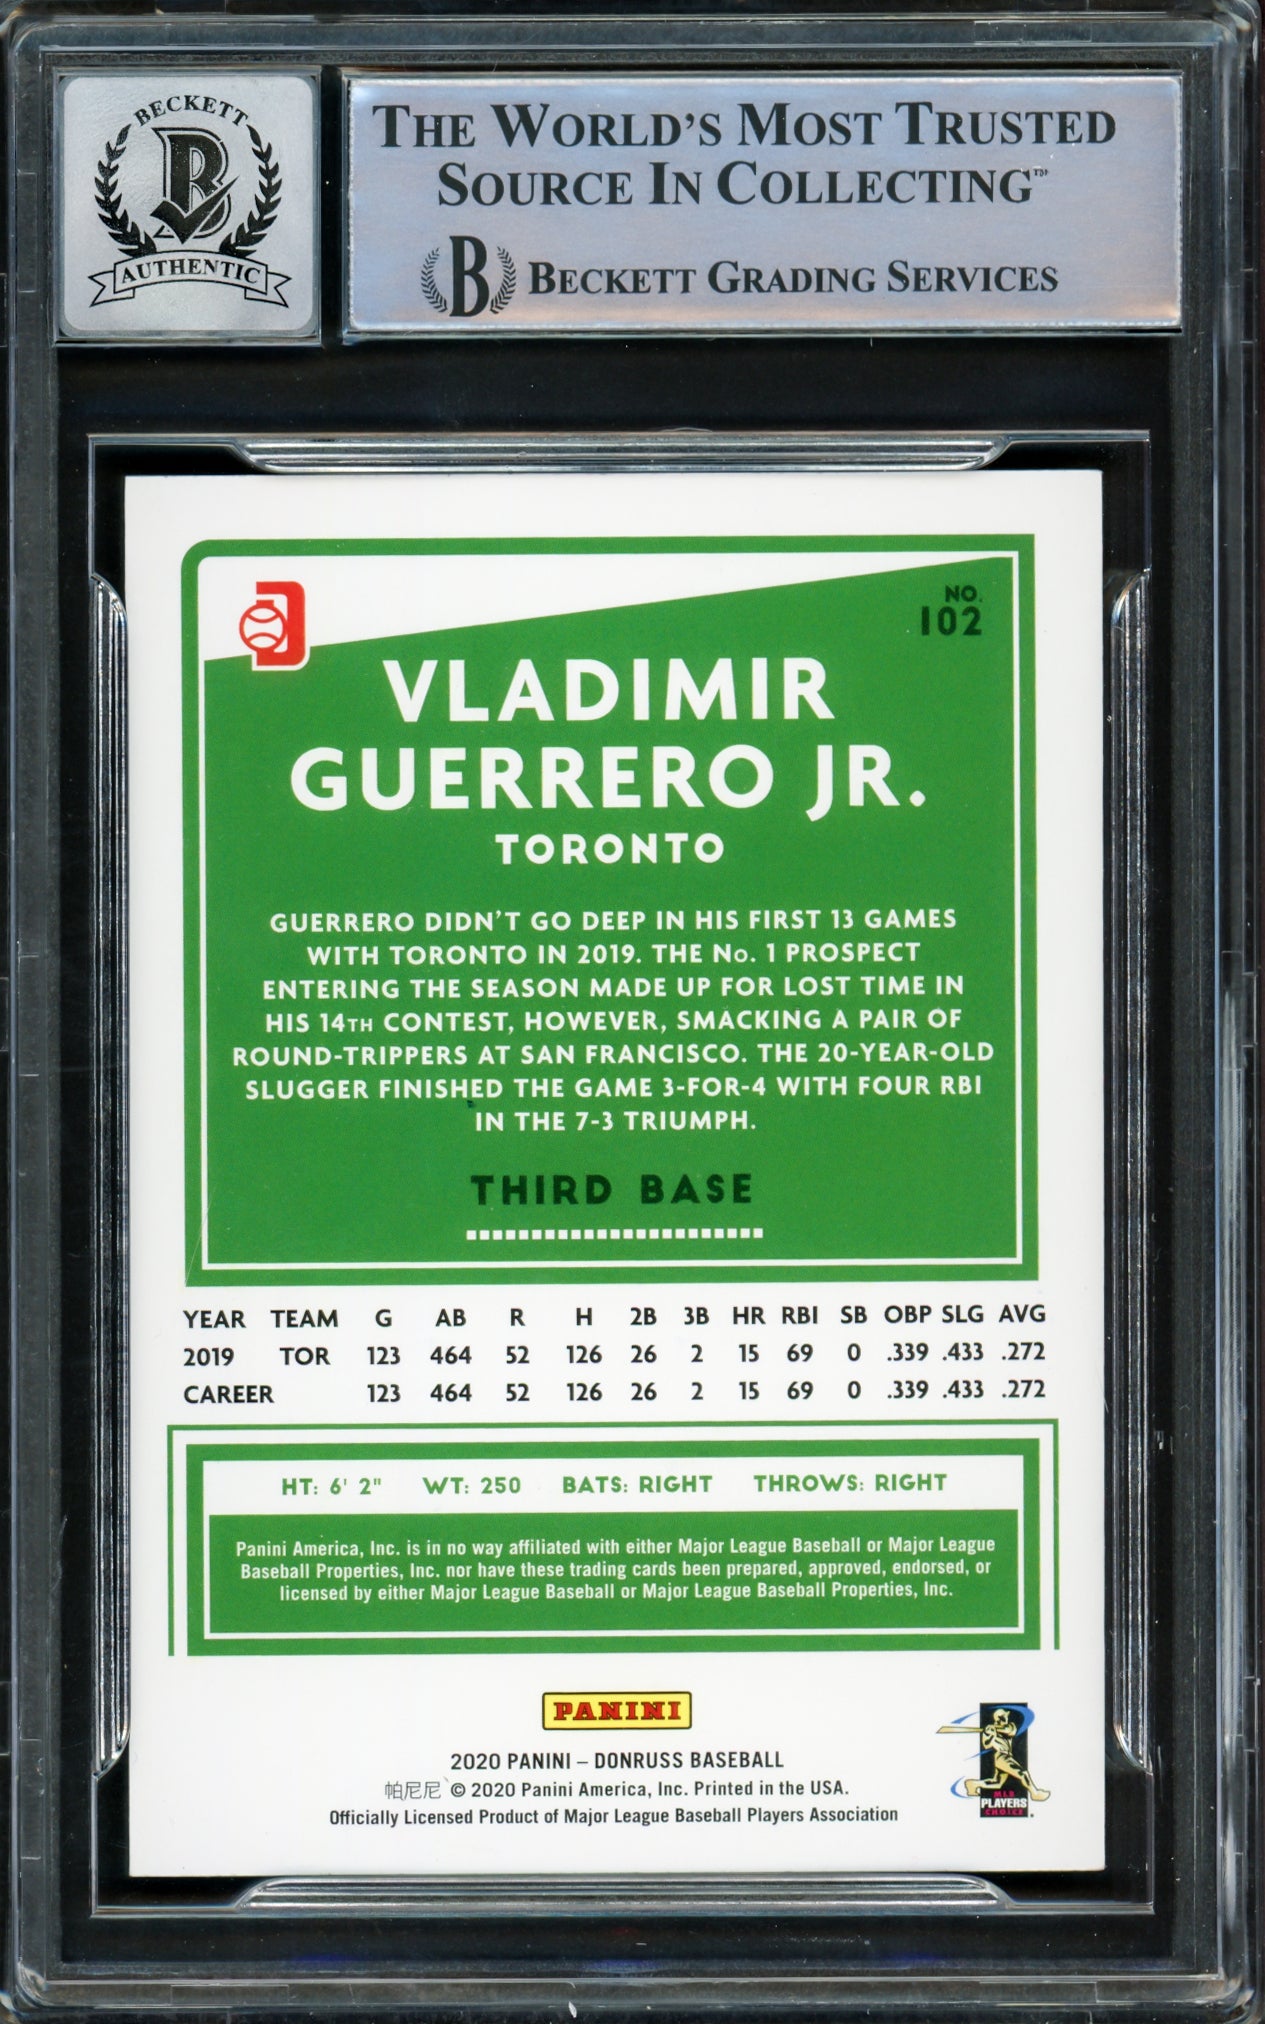 BECKETT
B
AUTHENTIC
THE WORLD'S MOST TRUSTED
SOURCE IN COLLECTING™
B BECKETT GRADING SERVICES
NO.
102
VLADIMIR
GUERRERO JR.
TORONTO
GUERRERO DIDN'T GO DEEP IN HIS FIRST 13 GAMES
WITH TORONTO IN 2019. THE No. 1 PROSPECT
ENTERING THE SEASON MADE UP FOR LOST TIME IN
HIS 14TH CONTEST, HOWEVER, SMACKING A PAIR OF
ROUND-TRIPPERS AT SAN FRANCISCO. THE 20-YEAR-OLD
SLUGGER FINISHED THE GAME 3-FOR-4 WITH FOUR RBI
IN THE 7-3 TRIUMPH.
THIRD BASE
YEAR TEAM G AB R H 2B 3B HR RBI SB OBP SLG AVG
2019 TOR 123 464 52 126 26 2 15 69 0 .339 .433 .272
CAREER 123 464 52 126 26 2 15 69 0 .339 .433 .272
HT: 6' 2" WT: 250 BATS: RIGHT THROWS: RIGHT
Panini America, Inc. is in no way affiliated with either Major League Baseball or Major League
Baseball Properties, Inc. nor have these trading cards been prepared, approved, endorsed, or
licensed by either Major League Baseball or Major League Baseball Properties, Inc.
PANINI
2020 PANINI – DONRUSS BASEBALL
帕尼尼 © 2020 Panini America, Inc. Printed in the USA.
Officially Licensed Product of Major League Baseball Players Association
MLB
PLAYERS
CHOICE